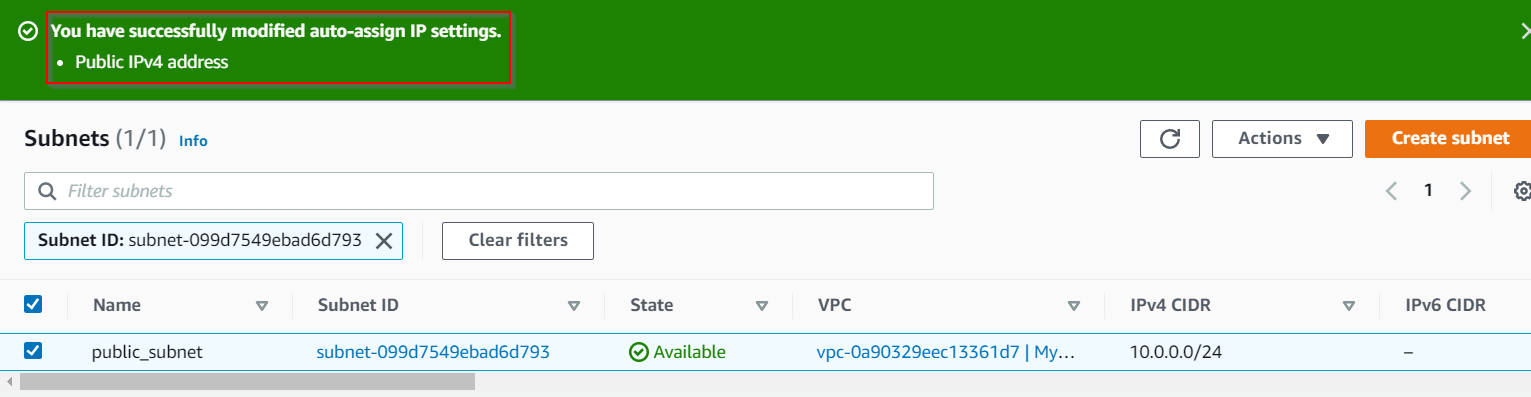 You have successfully modified auto-assign IP settings.
• Public IPv4 address
Subnets (1/1) Info
Actions
Create subnet
Filter subnets
1
Subnet ID: subnet-099d7549ebad6d793
Clear filters
Name Subnet ID State VPC IPv4 CIDR IPv6 CIDR
public_subnet subnet-099d7549ebad6d793 Available vpc-0a90329eec13361d7 | My… 10.0.0.0/24 –